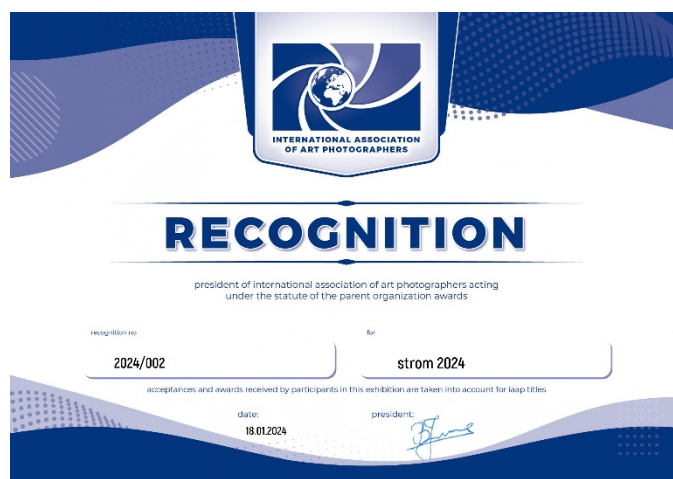 INTERNATIONAL ASSOCIATION
OF ART PHOTOGRAPHERS
RECOGNITION
president of international association of art photographers acting
under the statute of the parent organization awards
recognition no
for
2024/002
strom 2024
acceptances and awards received by participants in this exhibition are taken into account for iaap titles
date:
president:
18.01.2024